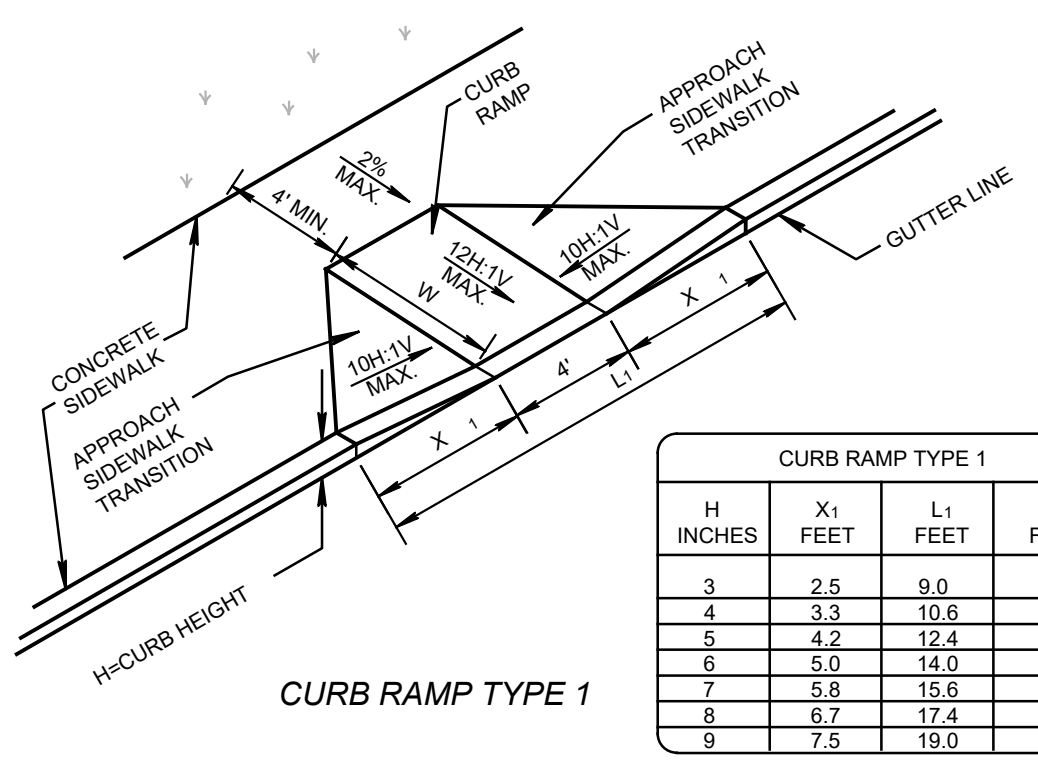 CURB
RAMP
APPROACH
SIDEWALK
TRANSITION
2%
MAX.
4' MIN.
12H:1V
MAX.
W
10H:1V
MAX.
GUTTER LINE
CONCRETE
SIDEWALK
10H:1V
MAX.
APPROACH
SIDEWALK
TRANSITION
X 1
4'
L1
X 1
H=CURB HEIGHT
CURB RAMP TYPE 1
CURB RAMP TYPE 1
H X1 L1
INCHES FEET FEET F
3 2.5 9.0
4 3.3 10.6
5 4.2 12.4
6 5.0 14.0
7 5.8 15.6
8 6.7 17.4
9 7.5 19.0